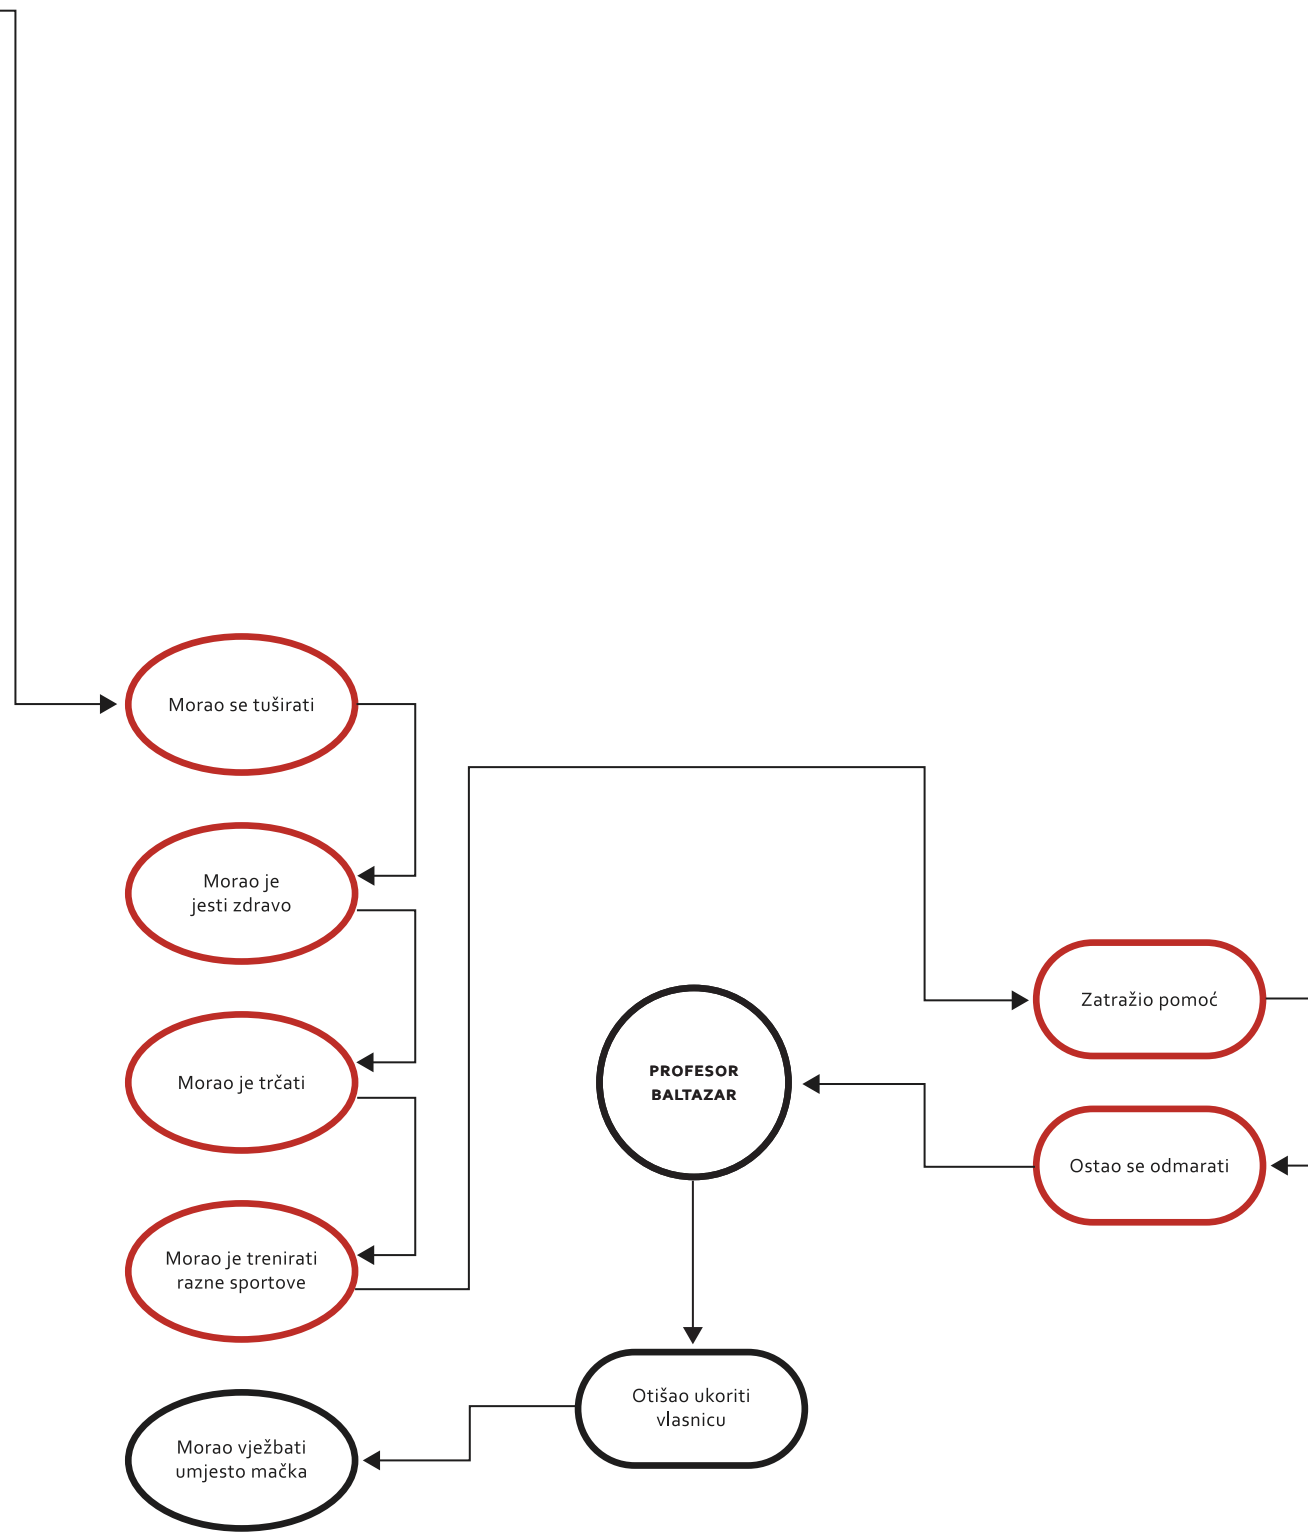 Morao se tuširati
Morao je
jesti zdravo
Morao je trčati
Morao je trenirati
razne sportove
Zatražio pomoć
Ostao se odmarati
PROFESOR
BALTAZAR
Otišao ukoriti
vlasnicu
Morao vježbati
umjesto mačka